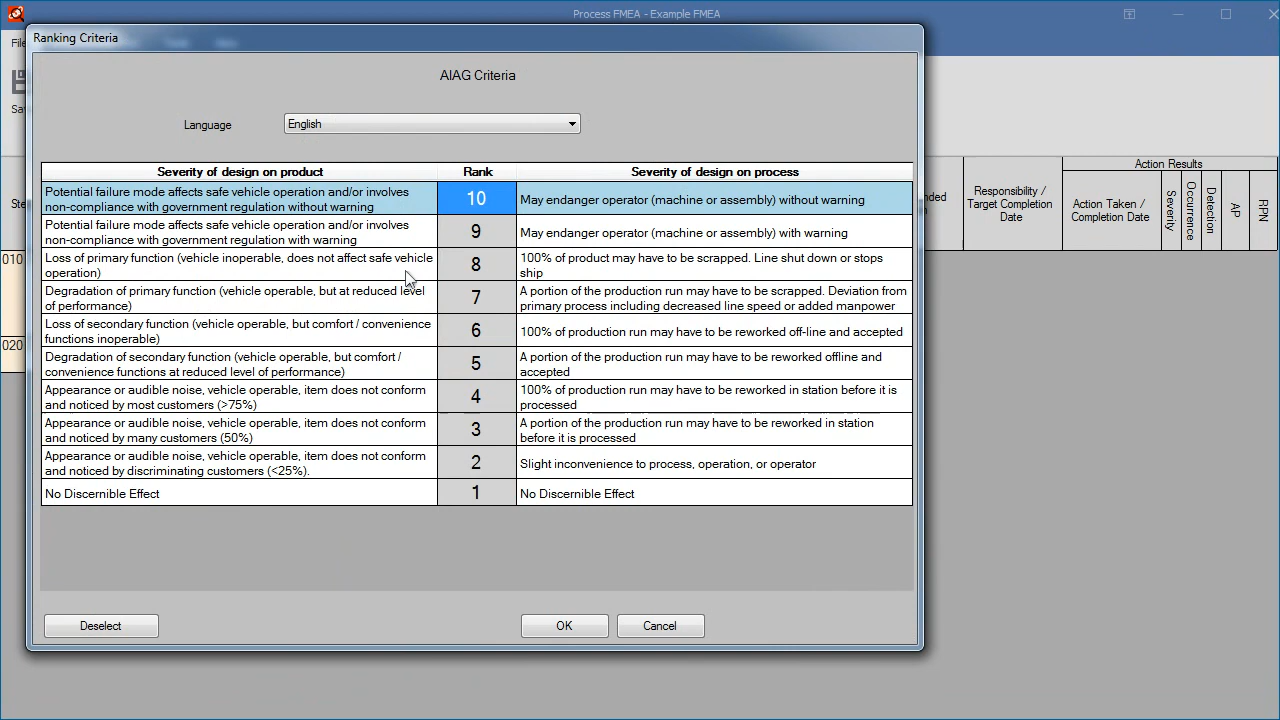 Process FMEA - Example FMEA
Ranking Criteria
File
Sa
Ste
010
020
AIAG Criteria
Language
English
Severity of design on product
Rank
Severity of design on process
Potential failure mode affects safe vehicle operation and/or involves
non-compliance with government regulation without warning
10
May endanger operator (machine or assembly) without warning
Potential failure mode affects safe vehicle operation and/or involves
non-compliance with government regulation with warning
9
May endanger operator (machine or assembly) with warning
Loss of primary function (vehicle inoperable, does not affect safe vehicle
operation)
8
100% of product may have to be scrapped. Line shut down or stops
ship
Degradation of primary function (vehicle operable, but at reduced level
of performance)
7
A portion of the production run may have to be scrapped. Deviation from
primary process including decreased line speed or added manpower
Loss of secondary function (vehicle operable, but comfort / convenience
functions inoperable)
6
100% of production run may have to be reworked off-line and accepted
Degradation of secondary function (vehicle operable, but comfort /
convenience functions at reduced level of performance)
5
A portion of the production run may have to be reworked offline and
accepted
Appearance or audible noise, vehicle operable, item does not conform
and noticed by most customers (>75%)
4
100% of production run may have to be reworked in station before it is
processed
Appearance or audible noise, vehicle operable, item does not conform
and noticed by many customers (50%)
3
A portion of the production run may have to be reworked in station
before it is processed
Appearance or audible noise, vehicle operable, item does not conform
and noticed by discriminating customers (<25%).
2
Slight inconvenience to process, operation, or operator
No Discernible Effect
1
No Discernible Effect
Deselect
OK
Cancel
nded
n
Responsibility /
Target Completion
Date
Action Results
Action Taken /
Completion Date
Severity
Occurrence
Detection
AP
RPN